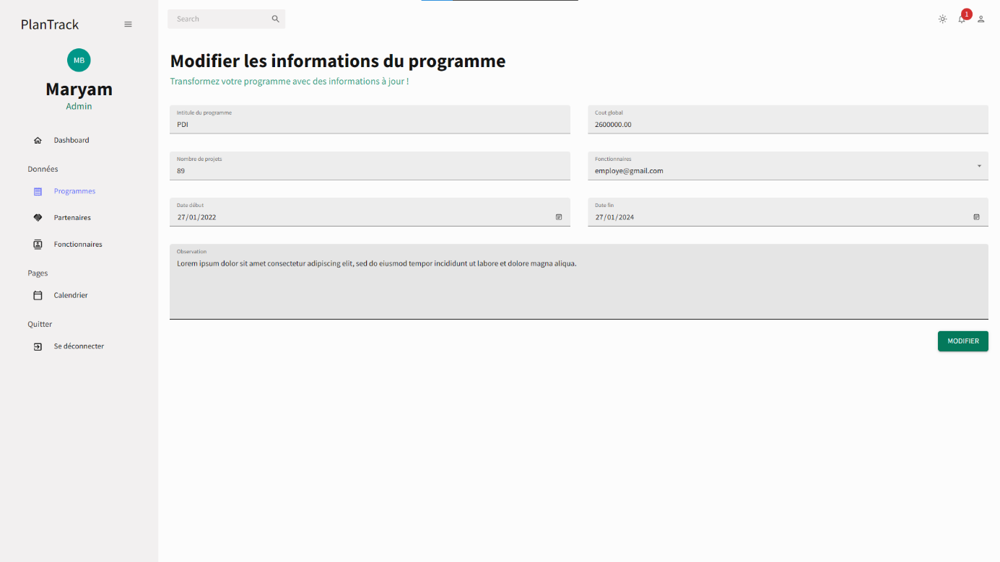 PlanTrack
MB
Maryam
Admin
Dashboard
Données
Programmes
Partenaires
Fonctionnaires
Pages
Calendrier
Quitter
Se déconnecter
Search
1
Modifier les informations du programme
Transformez votre programme avec des informations à jour !
Intitule du programme
PDI
Cout global
2600000.00
Nombre de projets
89
Fonctionnaires
employe@gmail.com
Date début
27/01/2022
Date fin
27/01/2024
Observation
Lorem ipsum dolor sit amet consectetur adipiscing elit, sed do eiusmod tempor incididunt ut labore et dolore magna aliqua.
MODIFIER